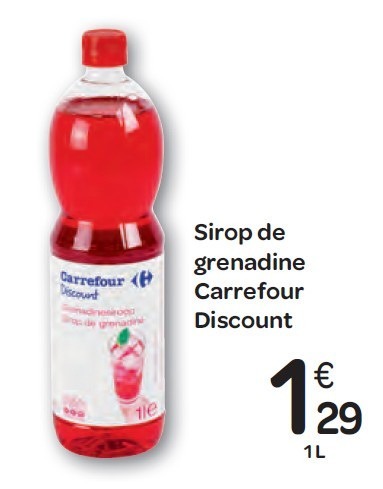 Carrefour
Discount
Grenadinesiroop
Sirop de grenadine
1l℮
Sirop de
grenadine
Carrefour
Discount
1€29
1 L